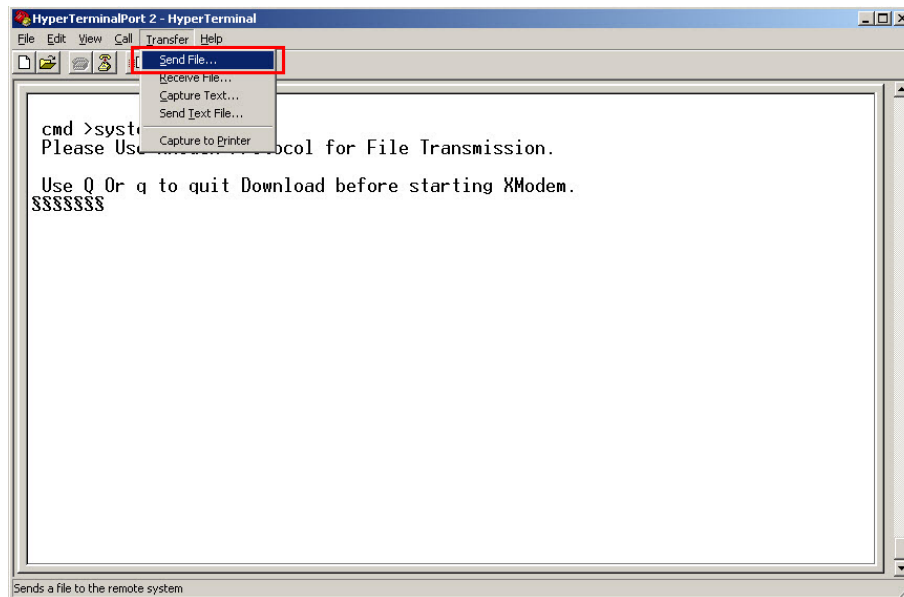 HyperTerminalPort 2 - HyperTerminal
File Edit View Call Transfer Help
Send File...
Receive File...
Capture Text...
Send Text File...
Capture to Printer
cmd >syst
Please Use XModem Protocol for File Transmission.
Use Q Or q to quit Download before starting XModem.
§§§§§§§
Sends a file to the remote system